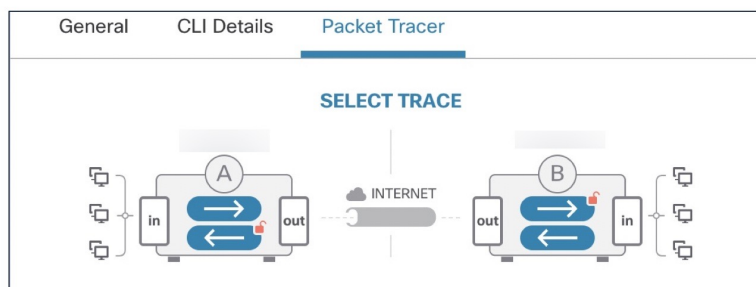 General CLI Details Packet Tracer
SELECT TRACE
A B
INTERNET
in out out in